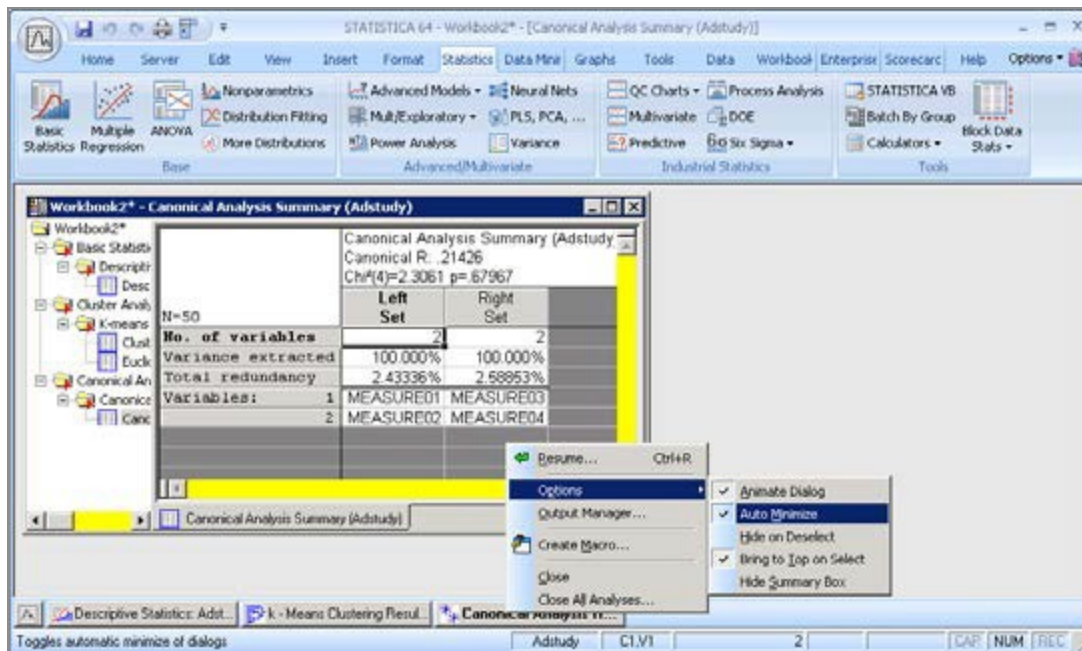 STATISTICA 64 - Workbook2* - [Canonical Analysis Summary (Adstudy)]
Home Server Edit View Insert Format Statistics Data Mine Graphs Tools Data Workbool Enterprise Scorecarc Help Options
Nonparametrics Advanced Models Neural Nets QC Charts Process Analysis STATISTICA VB
Distribution Fitting Mult/Exploratory PLS, PCA, ... Multivariate DOE Batch By Group
More Distributions Power Analysis Variance Predictive Six Sigma Calculators
Basic Statistics Multiple Regression ANOVA Block Data Stats
Base Advanced/Multivariate Industrial Statistics Tools
Workbook2* - Canonical Analysis Summary (Adstudy)
Workbook2*
Basic Statisti
Descripti
Desc
Cluster Analy
K-means
Clust
Eucli
Canonical An
Canonica
Canc
Canonical Analysis Summary (Adstudy
Canonical R: .21426
Chi²(4)=2.3061 p=.67967
N=50
Left Set Right Set
No. of variables 2 2
Variance extracted 100.000% 100.000%
Total redundancy 2.43336% 2.58853%
Variables: 1 MEASURE01 MEASURE03
2 MEASURE02 MEASURE04
Canonical Analysis Summary (Adstudy)
Resume... Ctrl+R
Options
Output Manager...
Create Macro...
Close
Close All Analyses...
Animate Dialog
Auto Minimize
Hide on Deselect
Bring to Top on Select
Hide Summary Box
Descriptive Statistics: Adst... k - Means Clustering Resul... Canonical Analysis
Toggles automatic minimize of dialogs Adstudy C1,V1 2 CAP NUM REC